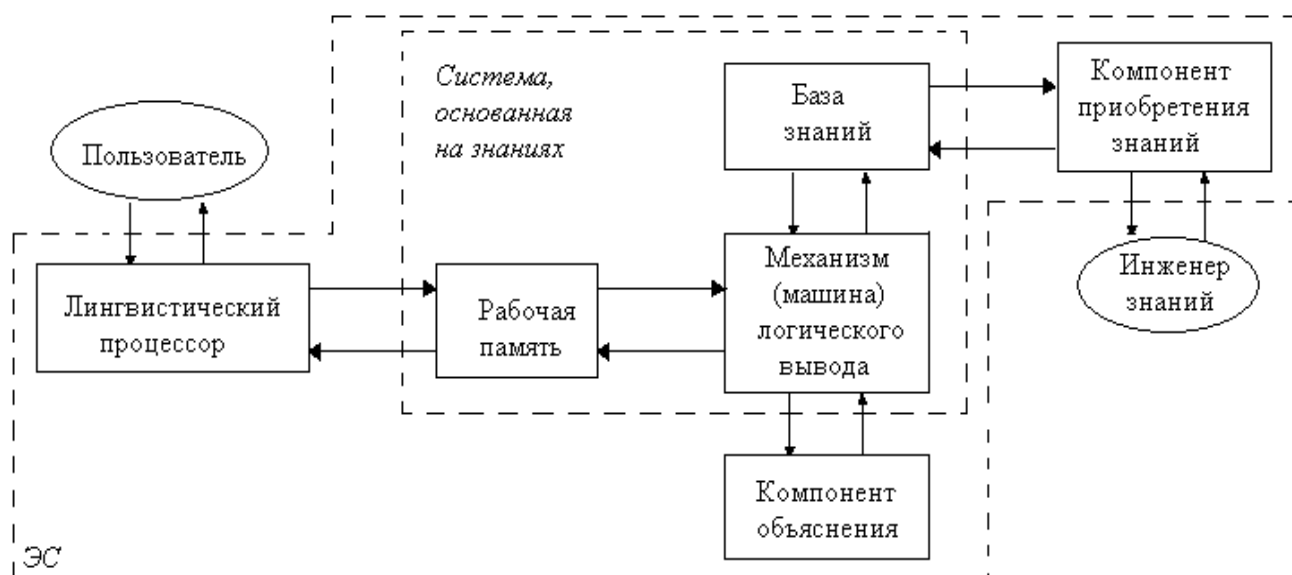 Система,
основанная
на знаниях
База
знаний
Компонент
приобретения
знаний
Пользователь
Лингвистический
процессор
Рабочая
память
Механизм
(машина)
логического
вывода
Инженер
знаний
Компонент
объяснения
ЭС